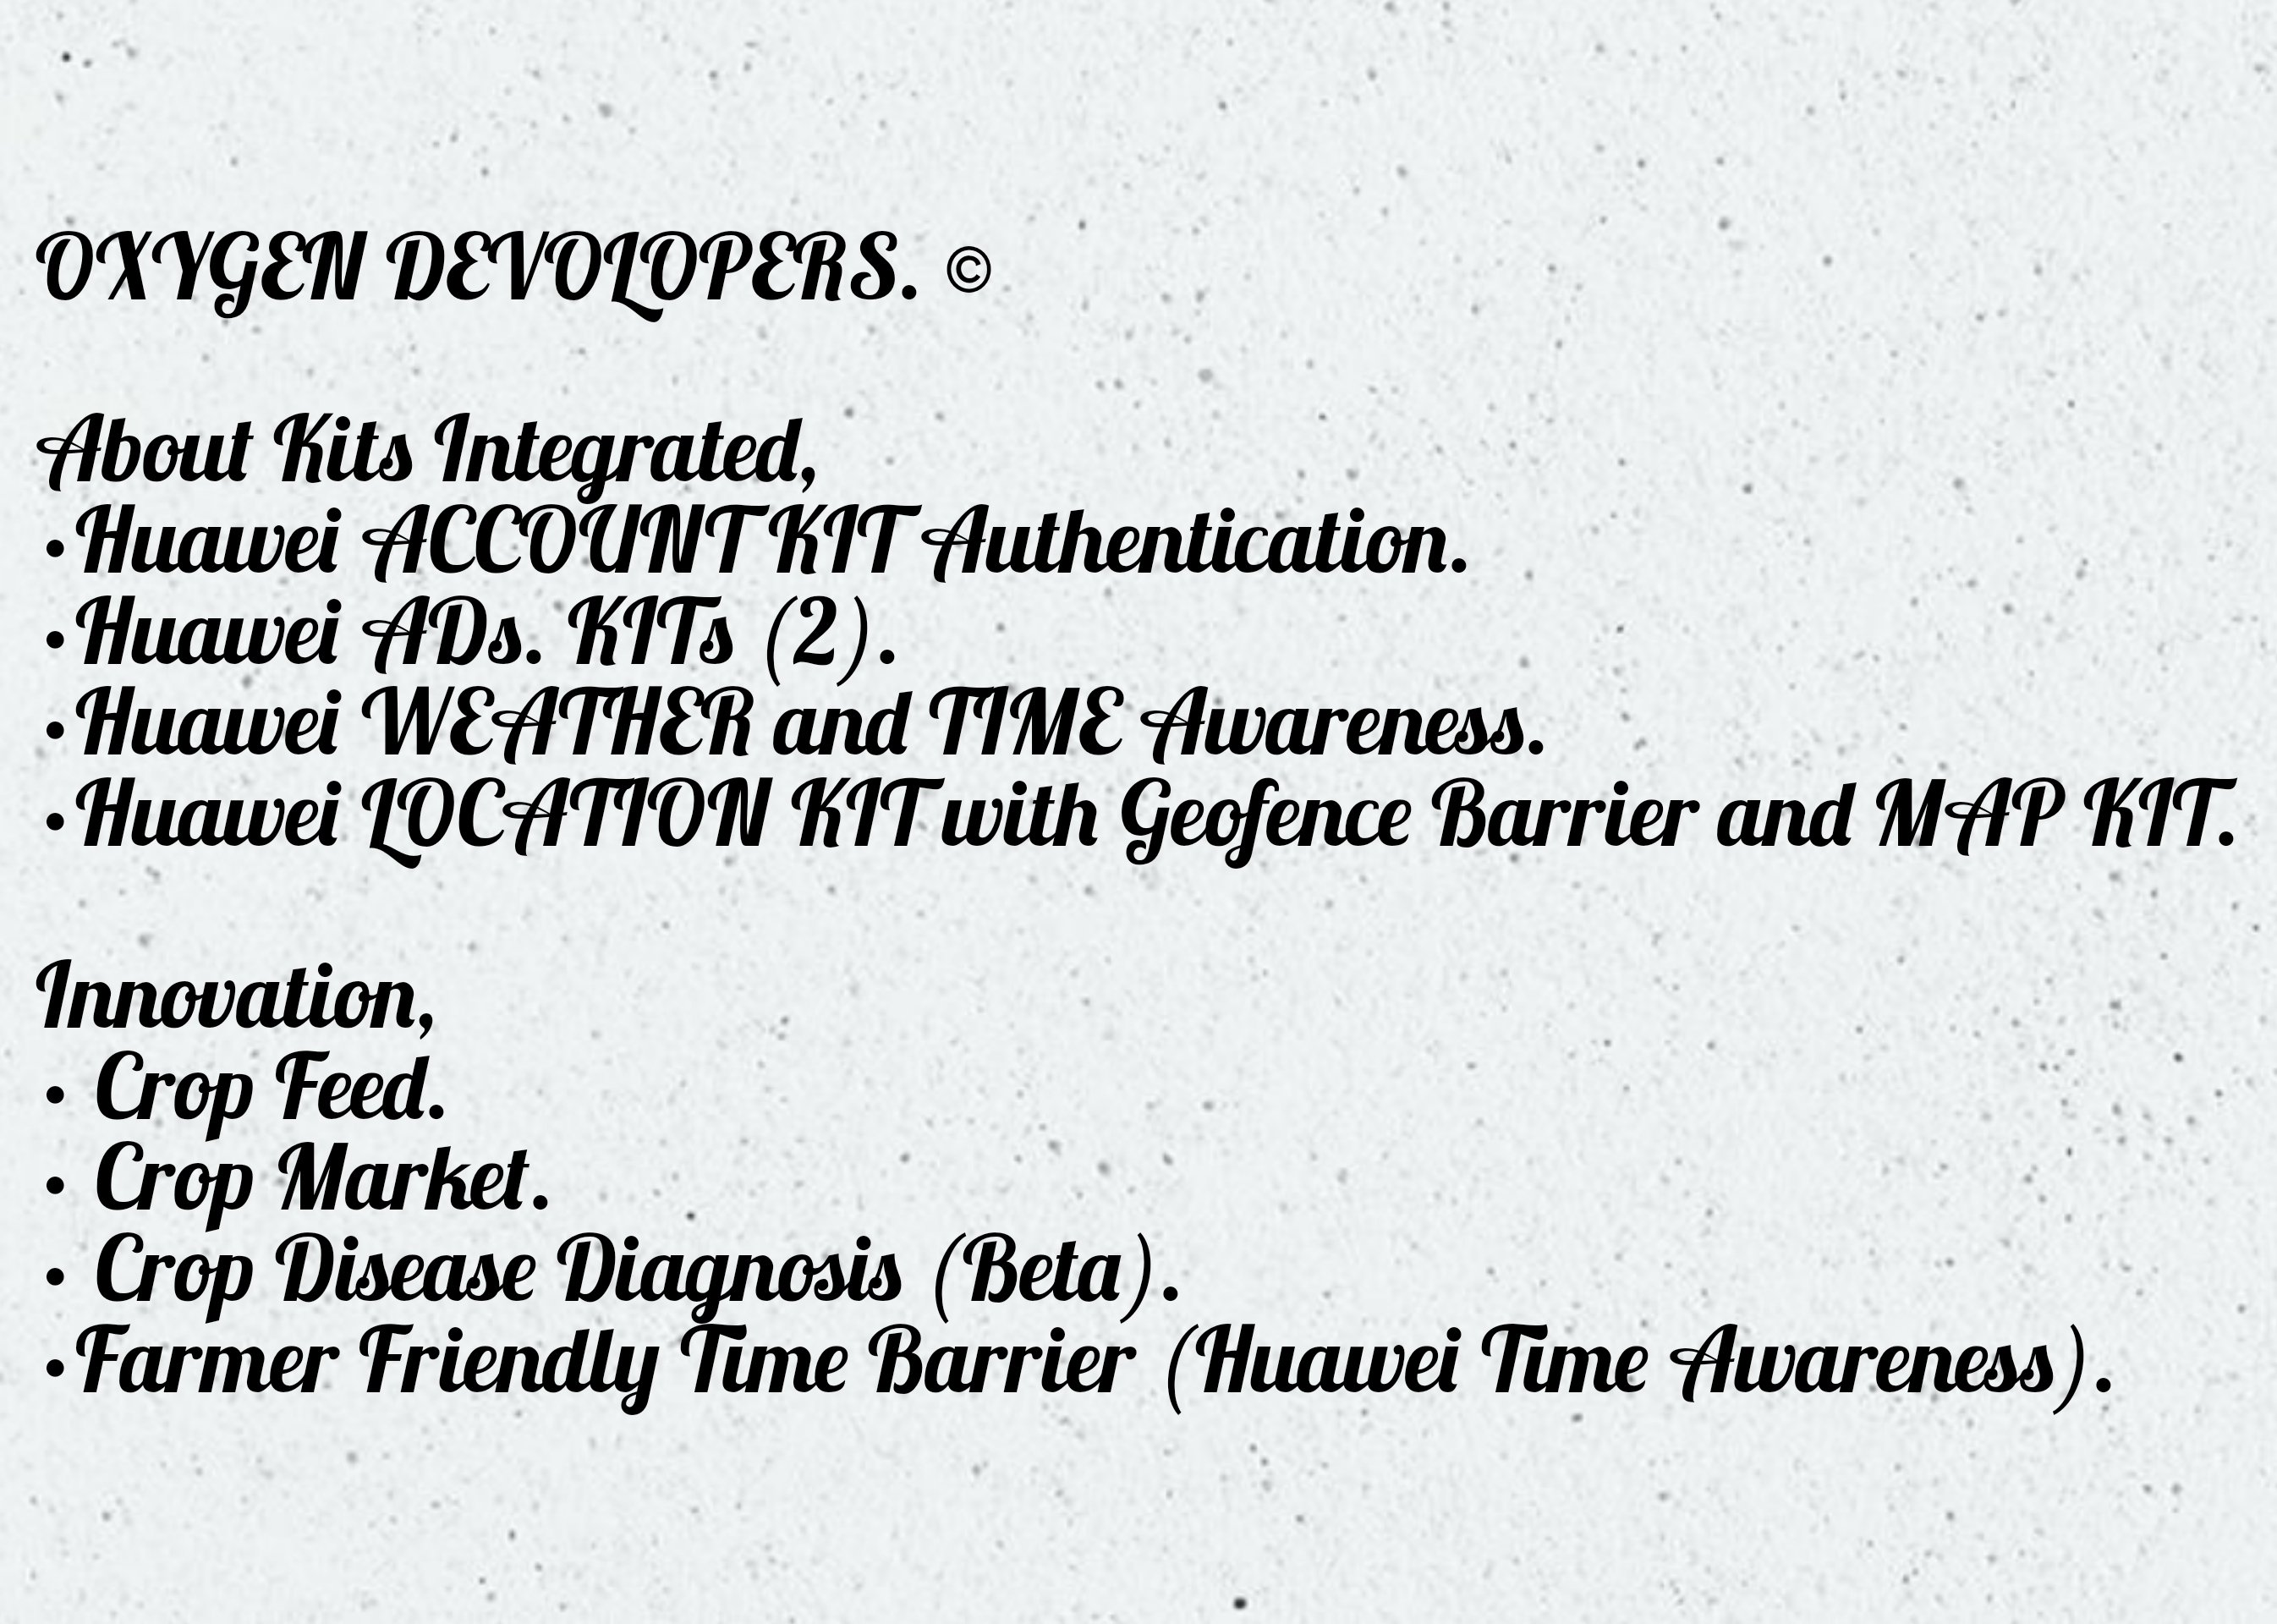 OXYGEN DEVOLOPERS. ©
About Kits Integrated,
•Huawei ACCOUNT KIT Authentication.
•Huawei ADs. KITs (2).
•Huawei WEATHER and TIME Awareness.
•Huawei LOCATION KIT with Geofence Barrier and MAP KIT.
Innovation,
• Crop Feed.
• Crop Market.
• Crop Disease Diagnosis (Beta).
•Farmer Friendly Time Barrier (Huawei Time Awareness).